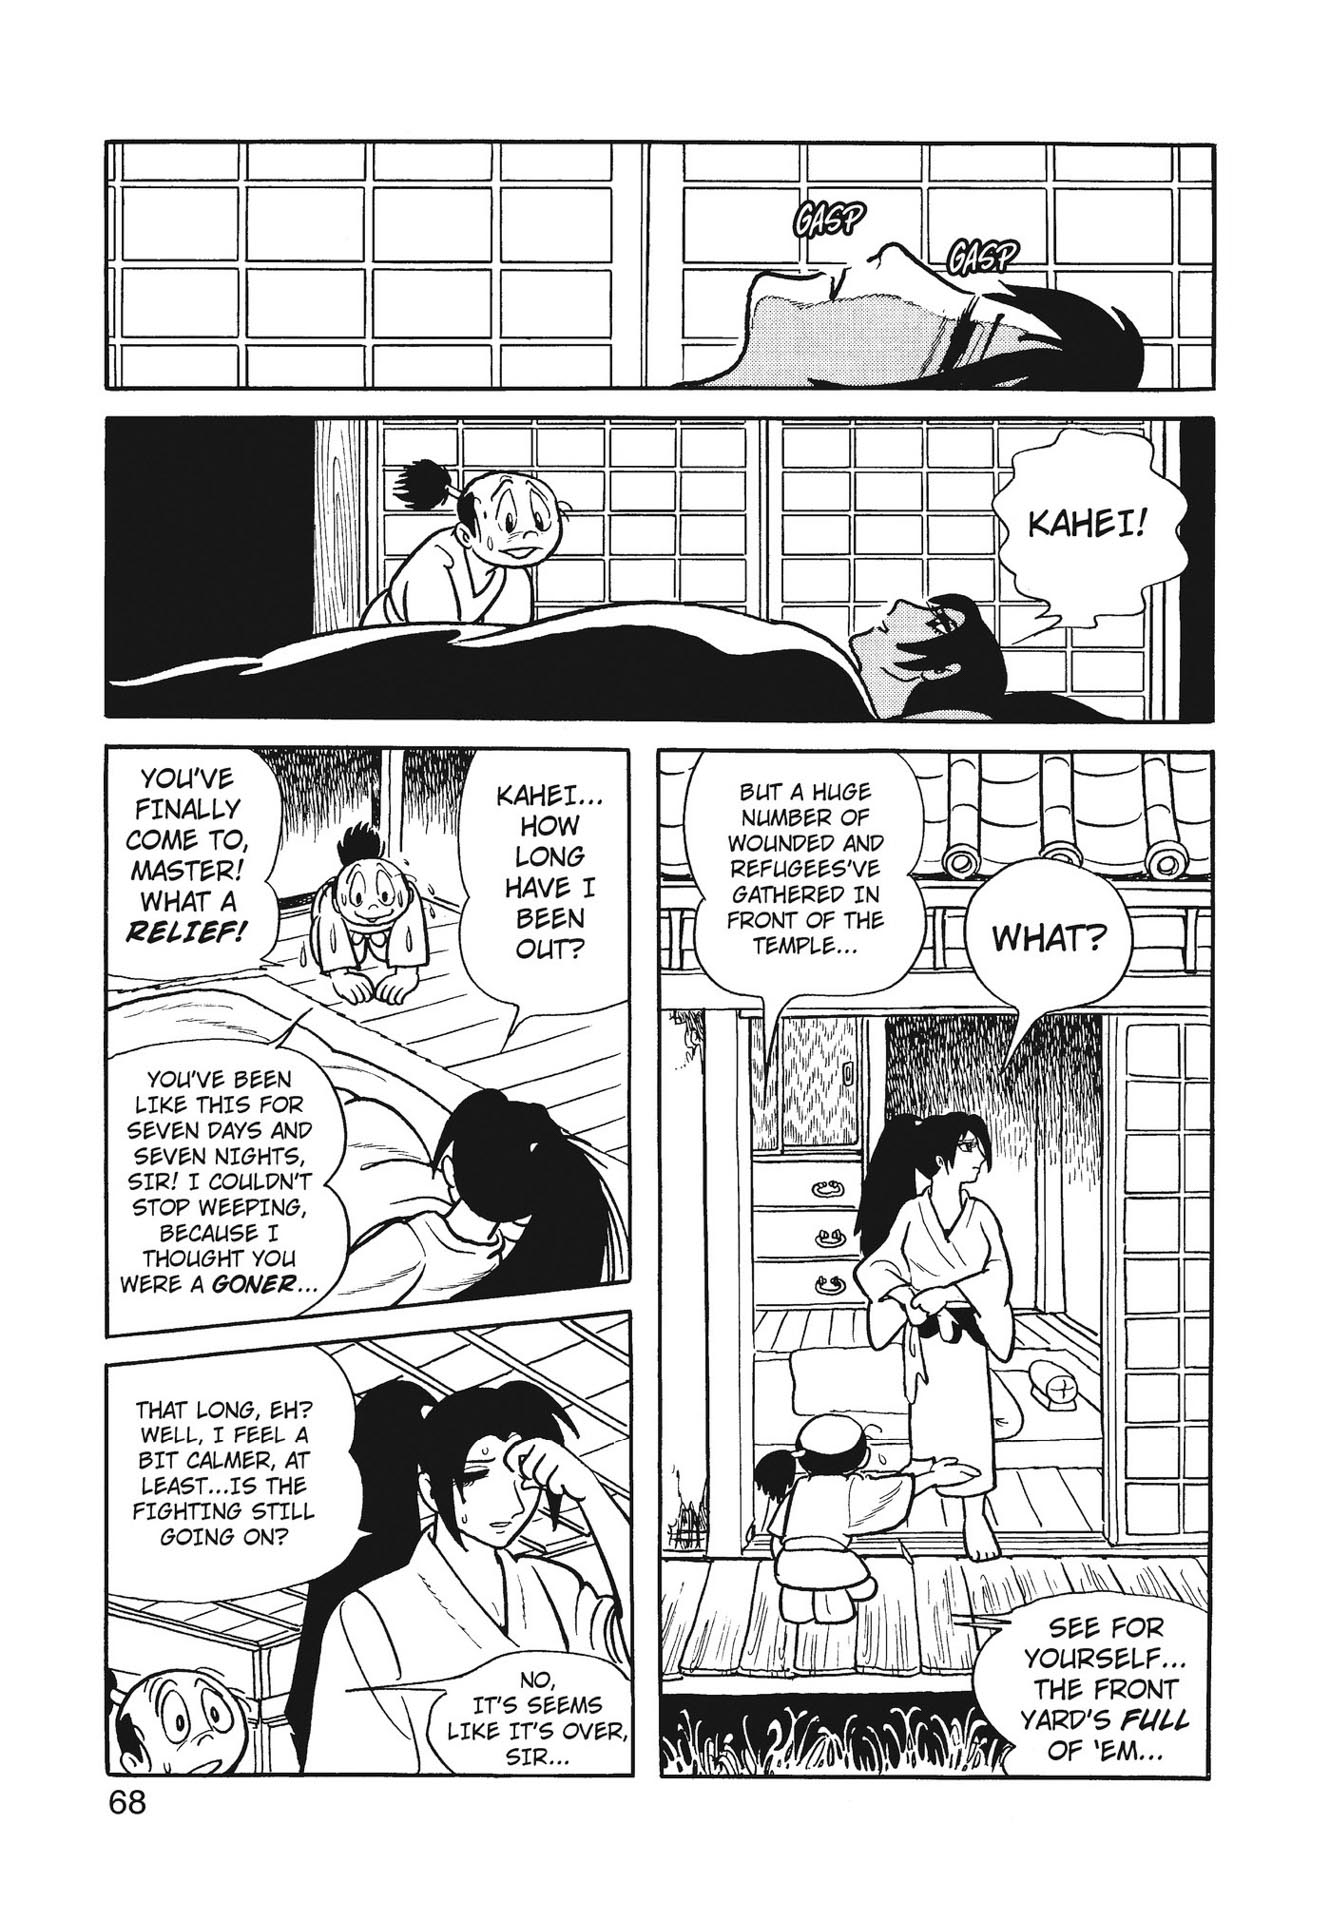 GASP
GASP
KAHEI!
YOU'VE
FINALLY
COME TO,
MASTER!
WHAT A
RELIEF!
KAHEI...
HOW
LONG
HAVE I
BEEN
OUT?
YOU'VE BEEN
LIKE THIS FOR
SEVEN DAYS AND
SEVEN NIGHTS,
SIR! I COULDN'T
STOP WEEPING,
BECAUSE I
THOUGHT YOU
WERE A GONER...
THAT LONG, EH?
WELL, I FEEL A
BIT CALMER, AT
LEAST...IS THE
FIGHTING STILL
GOING ON?
NO,
IT'S SEEMS
LIKE IT'S OVER,
SIR...
BUT A HUGE
NUMBER OF
WOUNDED AND
REFUGEES'VE
GATHERED IN
FRONT OF THE
TEMPLE...
WHAT?
SEE FOR
YOURSELF...
THE FRONT
YARD'S FULL
OF 'EM...
68